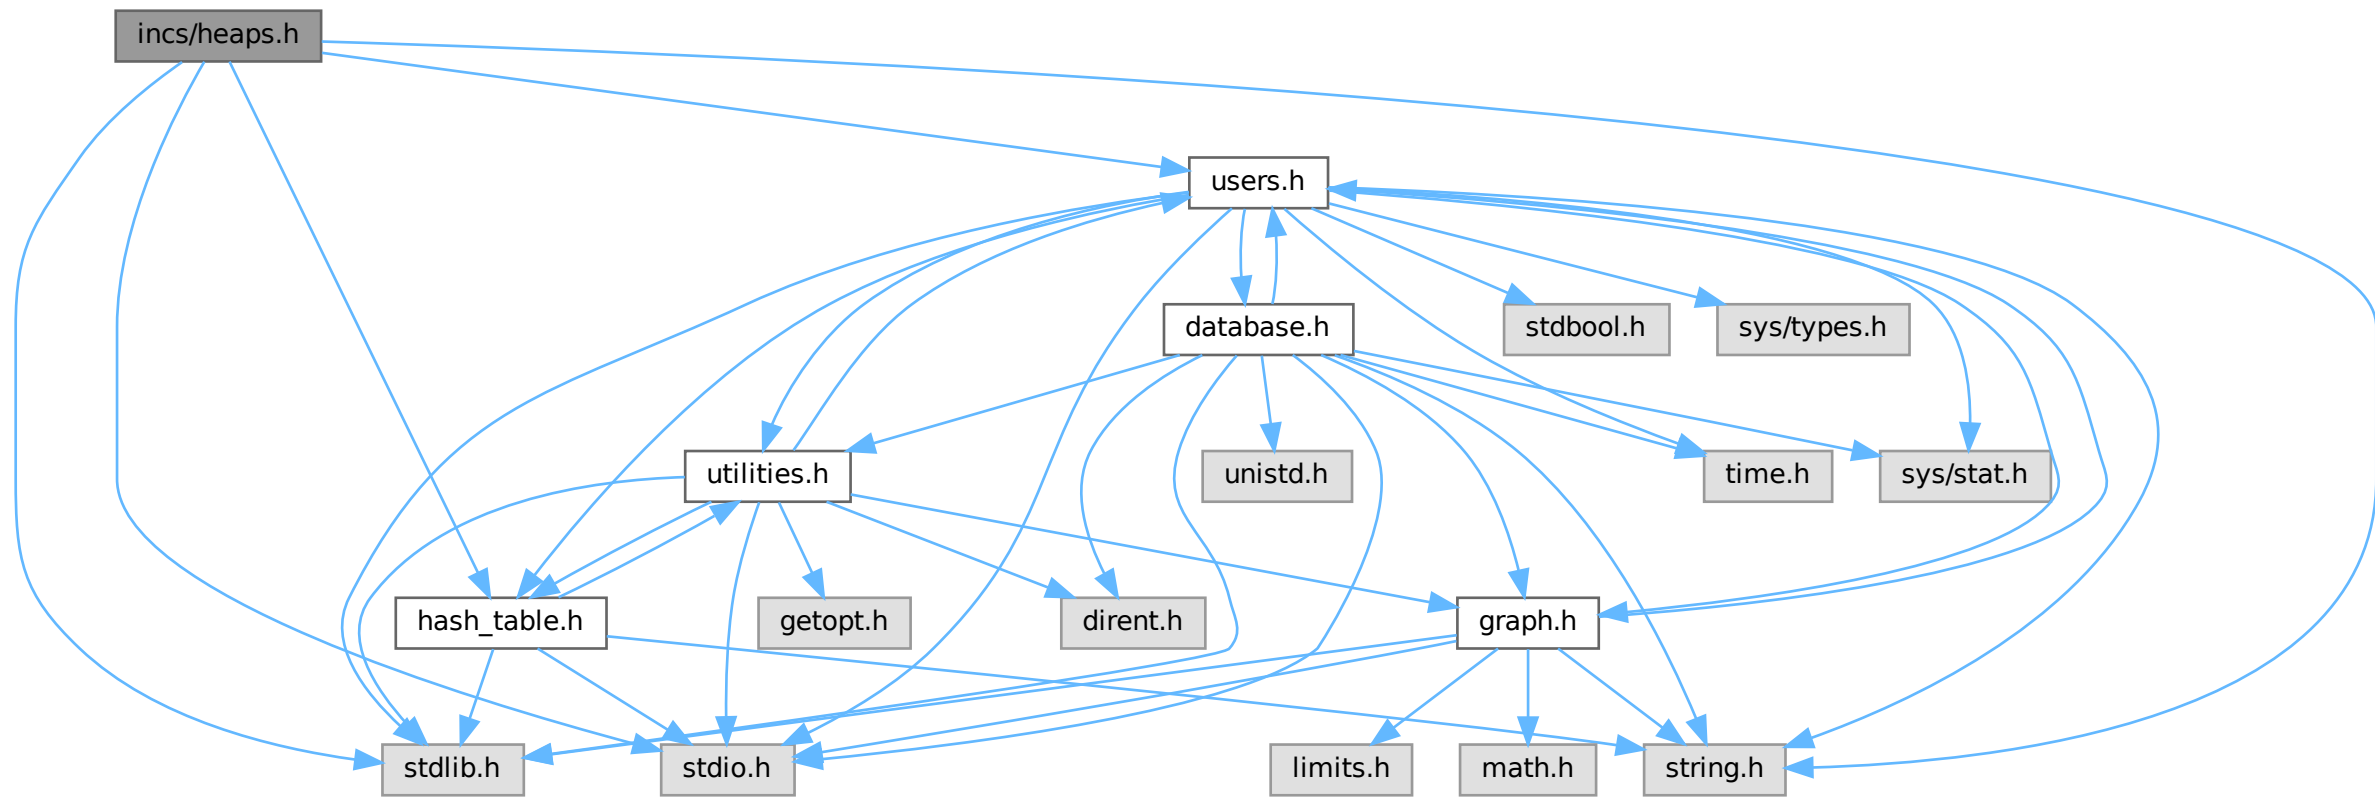 incs/heaps.h
users.h
database.h
stdbool.h
sys/types.h
utilities.h
unistd.h
time.h
sys/stat.h
hash_table.h
getopt.h
dirent.h
graph.h
stdlib.h
stdio.h
limits.h
math.h
string.h